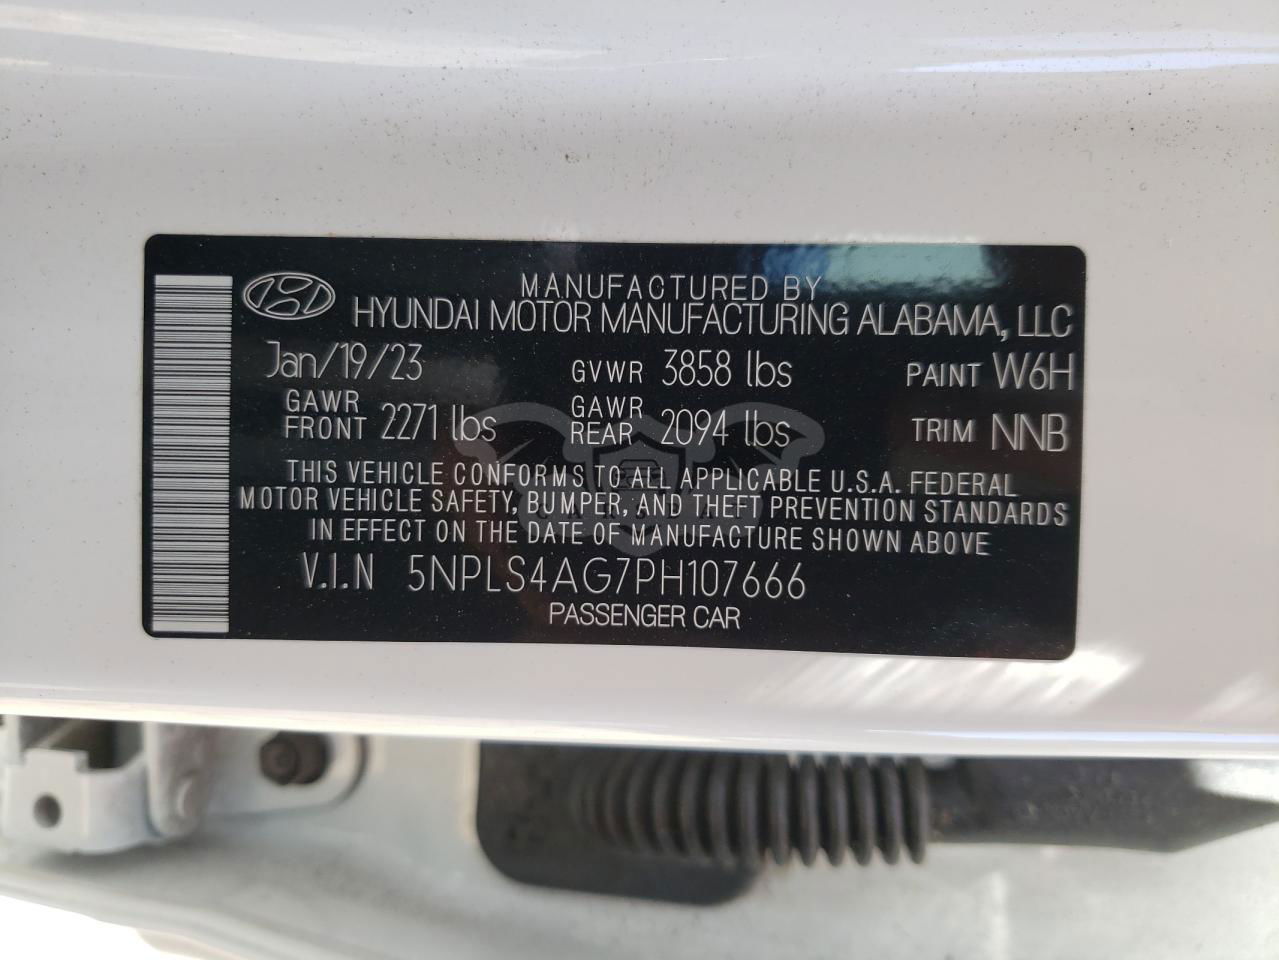 MANUFACTURED BY
HYUNDAI MOTOR MANUFACTURING ALABAMA, LLC
Jan/19/23 GVWR 3858 lbs PAINT W6H
GAWR FRONT 2271 lbs GAWR REAR 2094 lbs TRIM NNB
THIS VEHICLE CONFORMS TO ALL APPLICABLE U.S.A. FEDERAL
MOTOR VEHICLE SAFETY, BUMPER, AND THEFT PREVENTION STANDARDS
IN EFFECT ON THE DATE OF MANUFACTURE SHOWN ABOVE
V.I.N 5NPLS4AG7PH107666
PASSENGER CAR